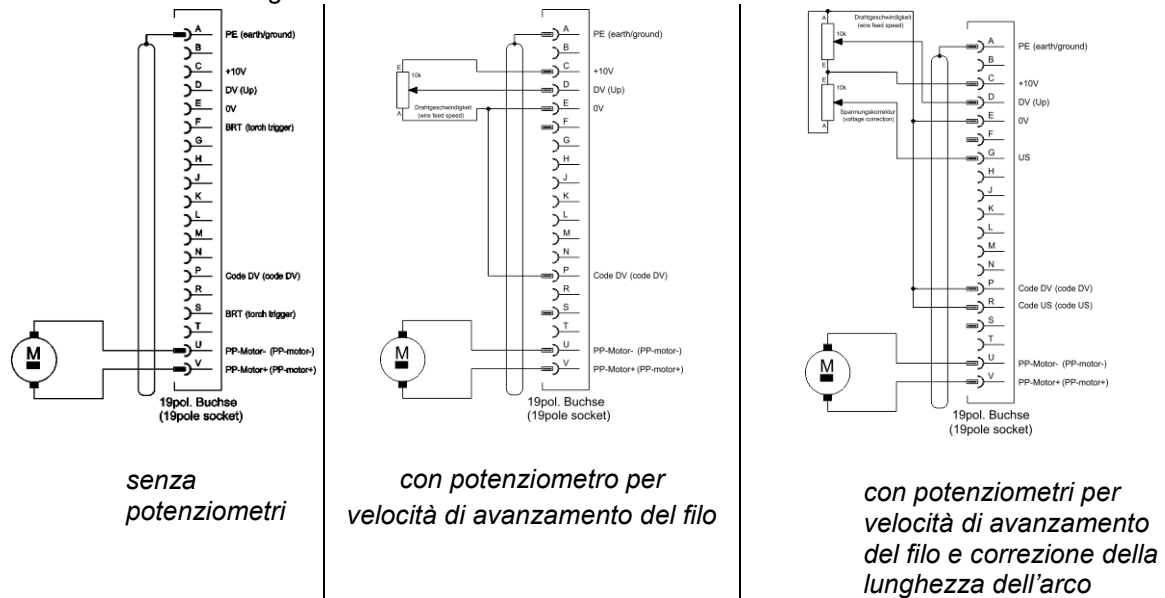 A PE (earth/ground)
B
C +10V
D DV (Up)
E 0V
F BRT (torch trigger)
G
H
J
K
L
M
N
P Code DV (code DV)
R
S BRT (torch trigger)
T
U PP-Motor- (PP-motor-)
V PP-Motor+ (PP-motor+)
M
19pol. Buchse
(19pole socket)
senza
potenziometri
A PE (earth/ground)
B
E
C +10V
10k
D DV (Up)
A
Drahtgeschwindigkeit
(wire feed speed)
E 0V
F
G
H
J
K
L
M
N
P Code DV (code DV)
R
S
T
U PP-Motor- (PP-motor-)
V PP-Motor+ (PP-motor+)
M
19pol. Buchse
(19pole socket)
con potenziometro per
velocità di avanzamento del filo
A
Drahtgeschwindigkeit
(wire feed speed)
10k
E
A PE (earth/ground)
B
E
C +10V
10k
D DV (Up)
Spannungskorrektur
(voltage correction)
A
E 0V
F
G US
H
J
K
L
M
N
P Code DV (code DV)
R Code US (code US)
S
T
U PP-Motor- (PP-motor-)
V PP-Motor+ (PP-motor+)
M
19pol. Buchse
(19pole socket)
con potenziometri per
velocità di avanzamento
del filo e correzione della
lunghezza dell'arco